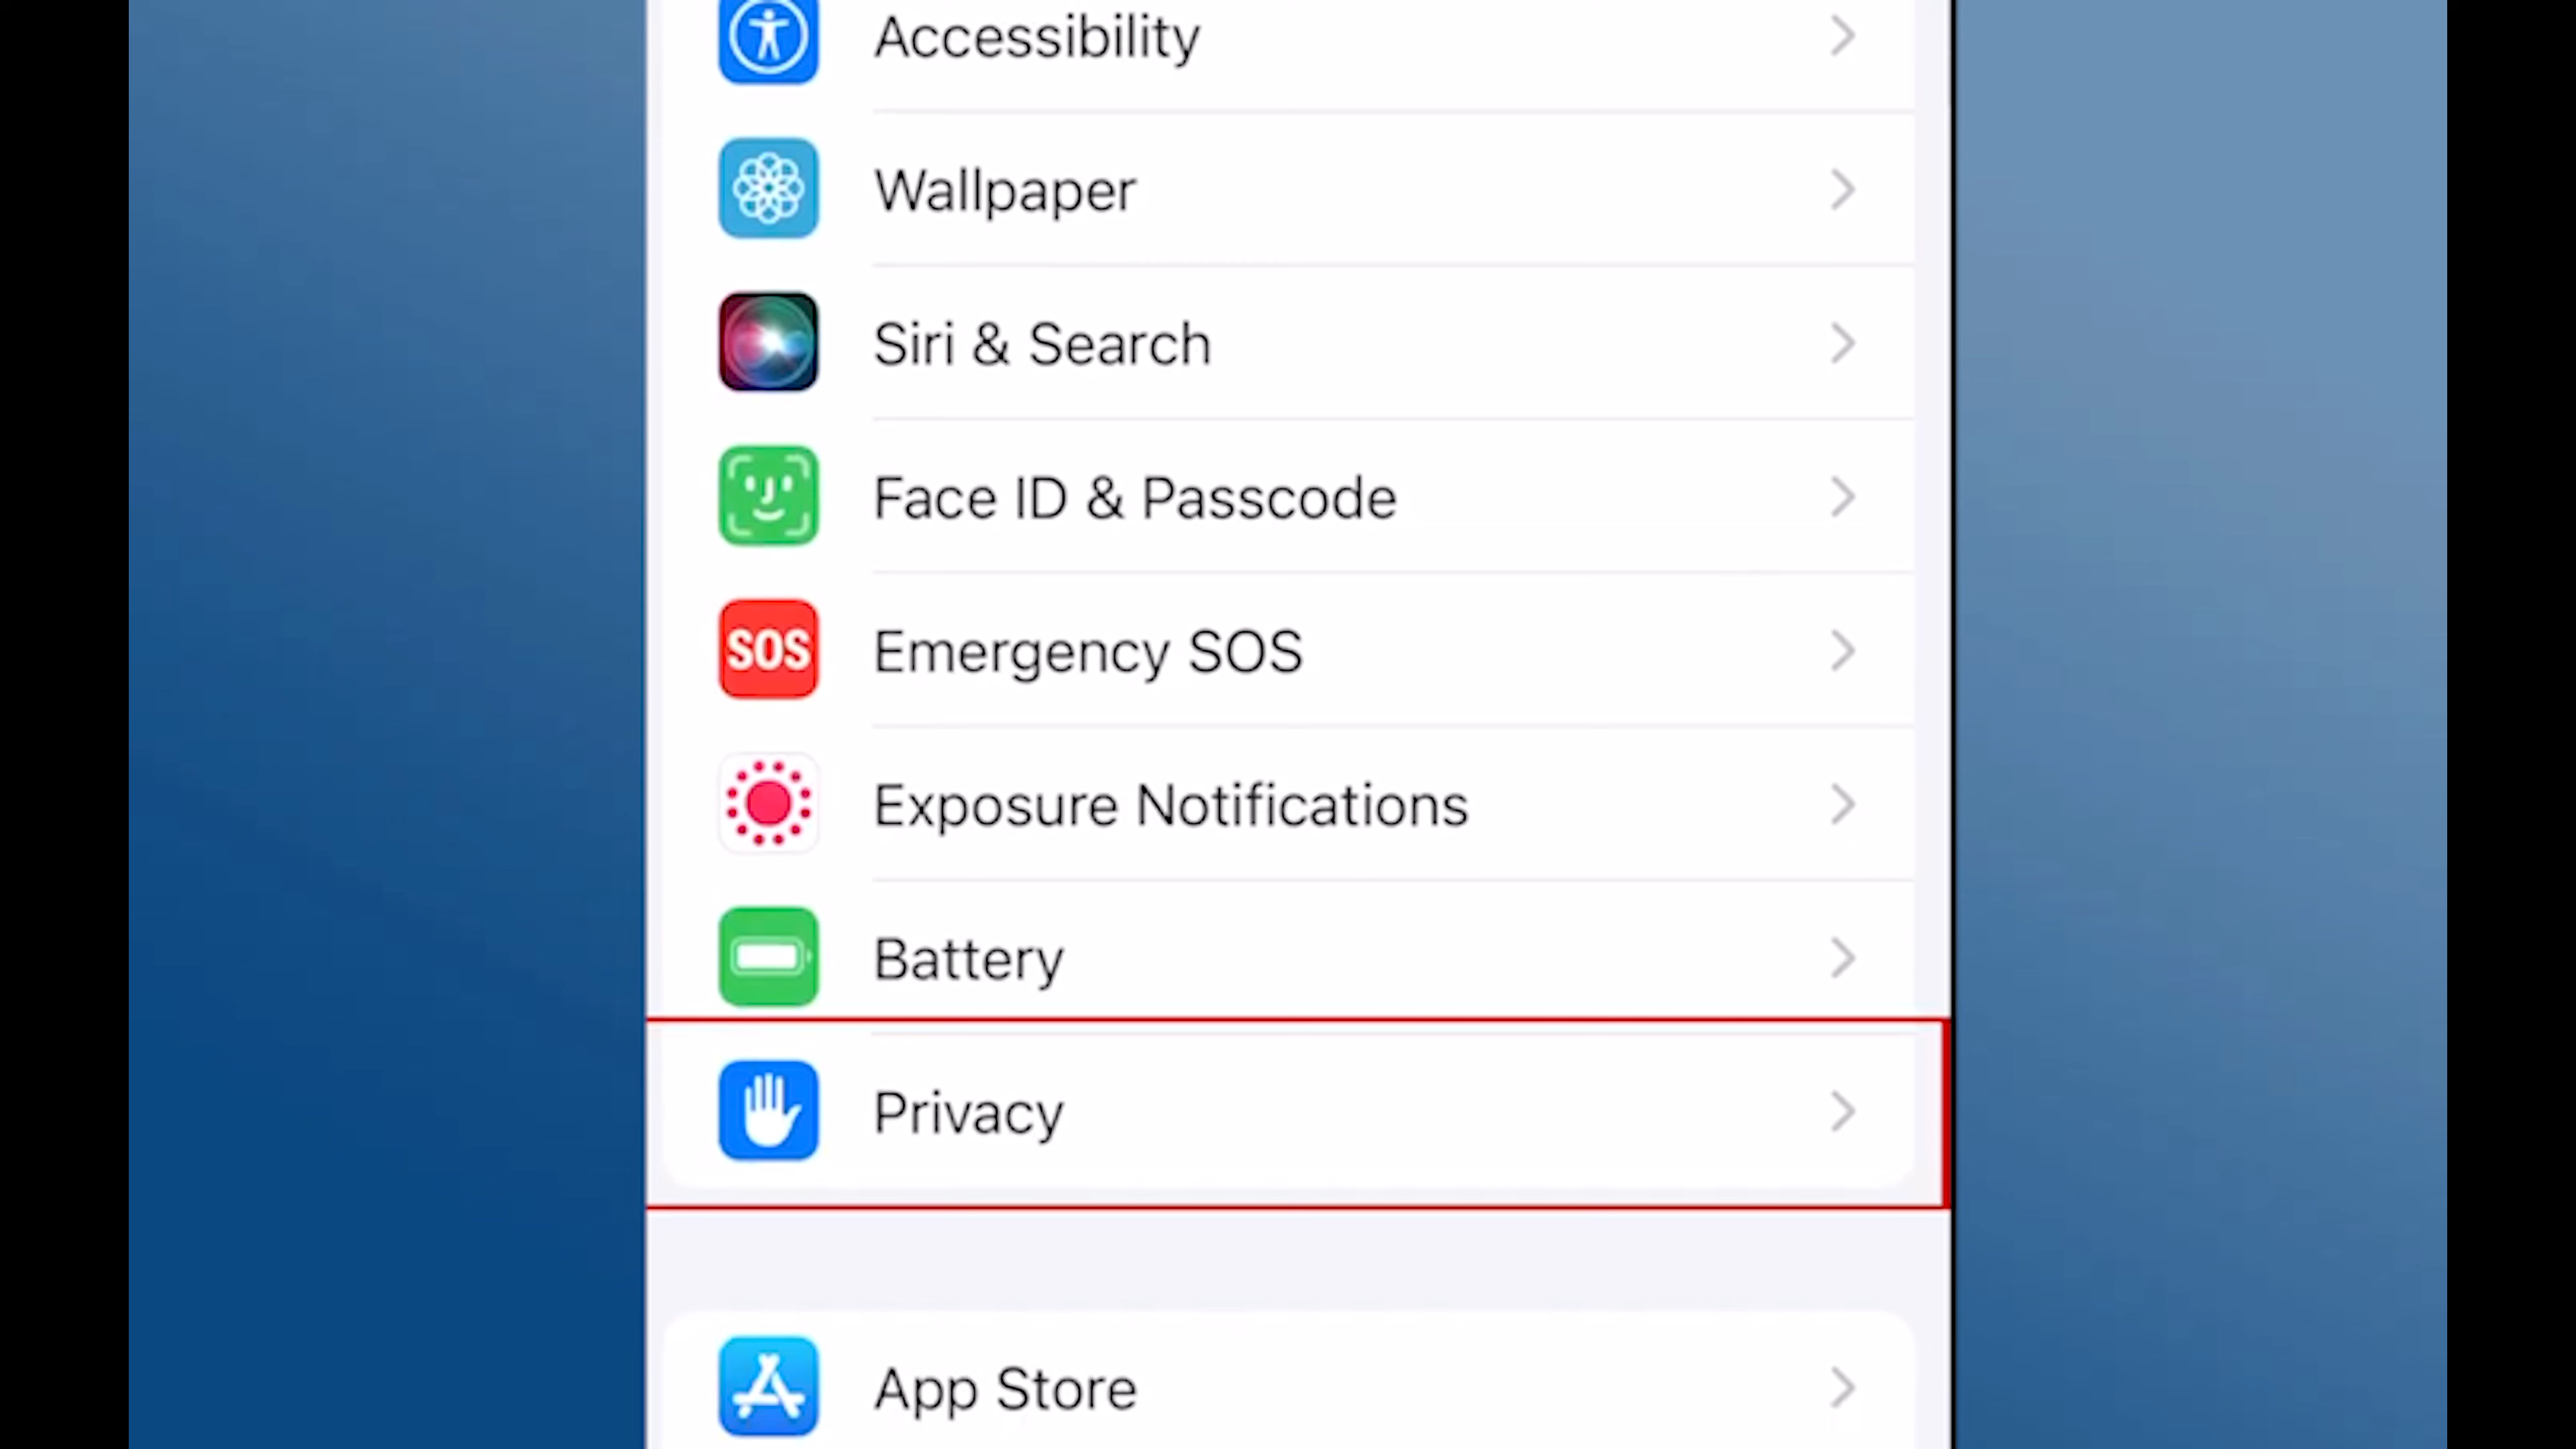 Accessibility
Wallpaper
Siri & Search
Face ID & Passcode
SOS
Emergency SOS
Exposure Notifications
Battery
Privacy
App Store